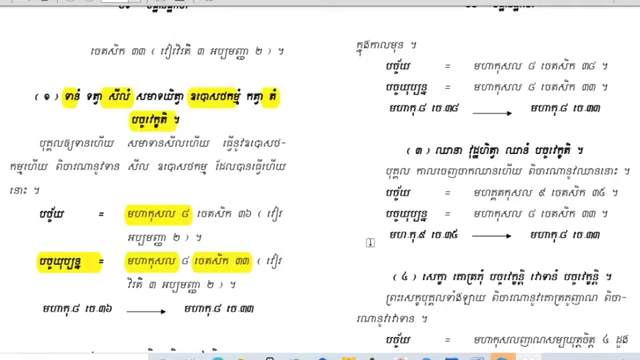 ចេតសិក ៣៣ ( វៀរវិរតិ ៣ អប្បមញ្ញា ២ ) ។
( ១ ) ទានំ ទត្វា សីលំ សមាទយិត្វា ឧបោសថកម្មំ កត្វា តំ
បច្ចវេក្ខតិ ។
បុគ្គលឲ្យទានហើយ សមាទានសីលហើយ ធ្វើនូវឧបោសថ-
កម្មហើយ ពិចារណានូវទាន សីល ឧបោសថកម្ម ដែលបានធ្វើហើយ
នោះ ។
បច្ច័យ = មហាកុសល ៨ ចេតសិក ៣៦ ( វៀរ
អប្បមញ្ញា ២ ) ។
បច្ចយុប្បន្ន = មហាកុសល ៨ ចេតសិក ៣៣ ( វៀរ
វិរតិ ៣ អប្បមញ្ញា ២ ) ។
មហាកុ.៨ ចេ.៣៦ → មហាកុ.៨ ចេ.៣៣
ក្នុងកាលមុន ។
បច្ច័យ = មហាកុសល ៨ ចេតសិក ៣៨ ។
បច្ចយុប្បន្ន = មហាកុសល ៨ ចេតសិក ៣៣ ។
មហាកុ.៨ ចេ.៣៨ → មហាកុ.៨ ចេ.៣៣
( ៣ ) ឈានា វុដ្ឋហិត្វា ឈានំ បច្ចវេក្ខតិ ។
បុគ្គល កាលចេញចាកឈានហើយ ពិចារណានូវឈាននោះ ។
បច្ច័យ = មហគ្គតកុសល ៩ ចេតសិក ៣៥ ។
បច្ចយុប្បន្ន = មហាកុសល ៨ ចេតសិក ៣៣ ។
មហ.កុ.៩ ចេ.៣៥ → មហាកុ.៨ ចេ.៣៣
( ៤ ) សេក្ខា គោត្រភុំ បច្ចវេក្ខន្តិ វោទានំ បច្ចវេក្ខន្តិ ។
ព្រះសេក្ខបុគ្គលទាំងឡាយ ពិចារណានូវគោត្រភូញាណ ពិចា-
រណានូវវោទាន ។
បច្ច័យ = មហាកុសលញាណសម្បយុត្តចិត្ត ៤ ដួង